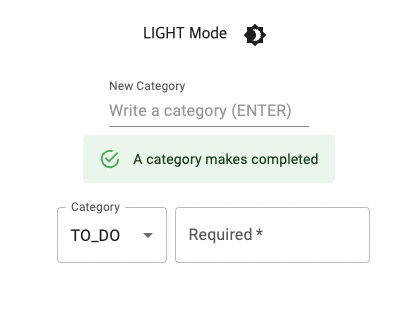 LIGHT Mode
New Category
Write a category (ENTER)
A category makes completed
Category
TO_DO
Required *